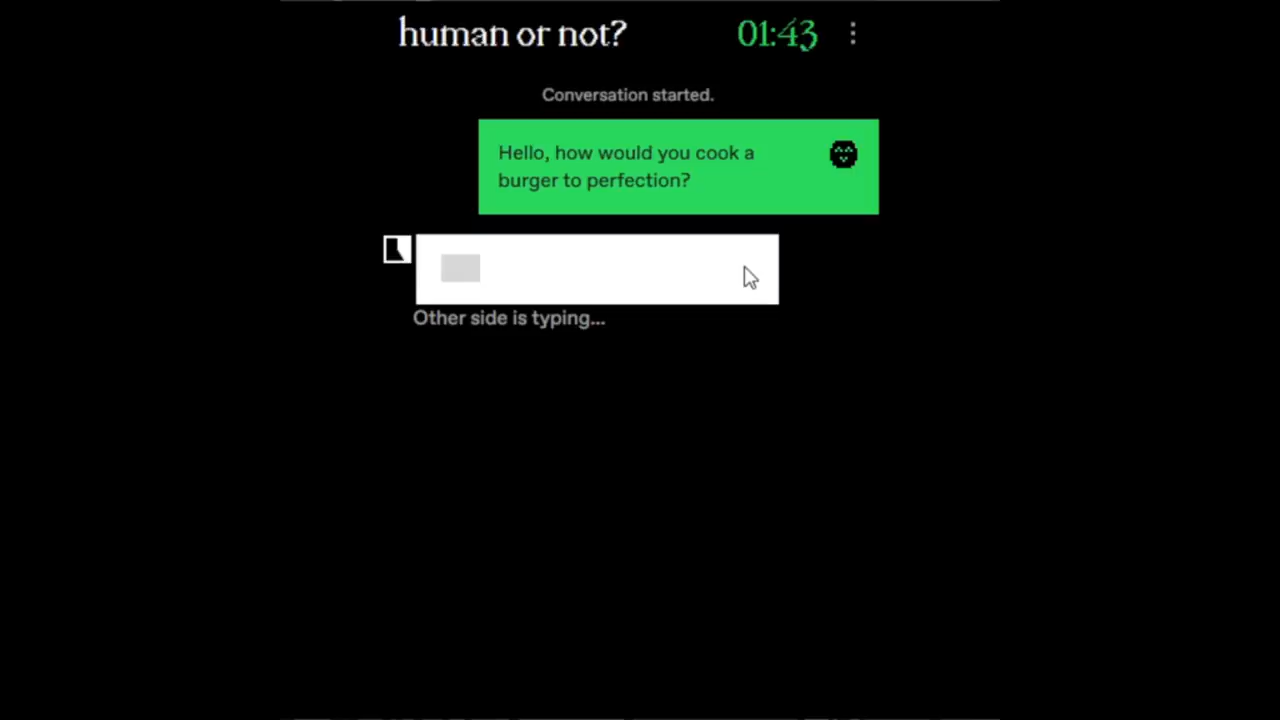 human or not?
01:43
Conversation started.
Hello, how would you cook a
burger to perfection?
Other side is typing...